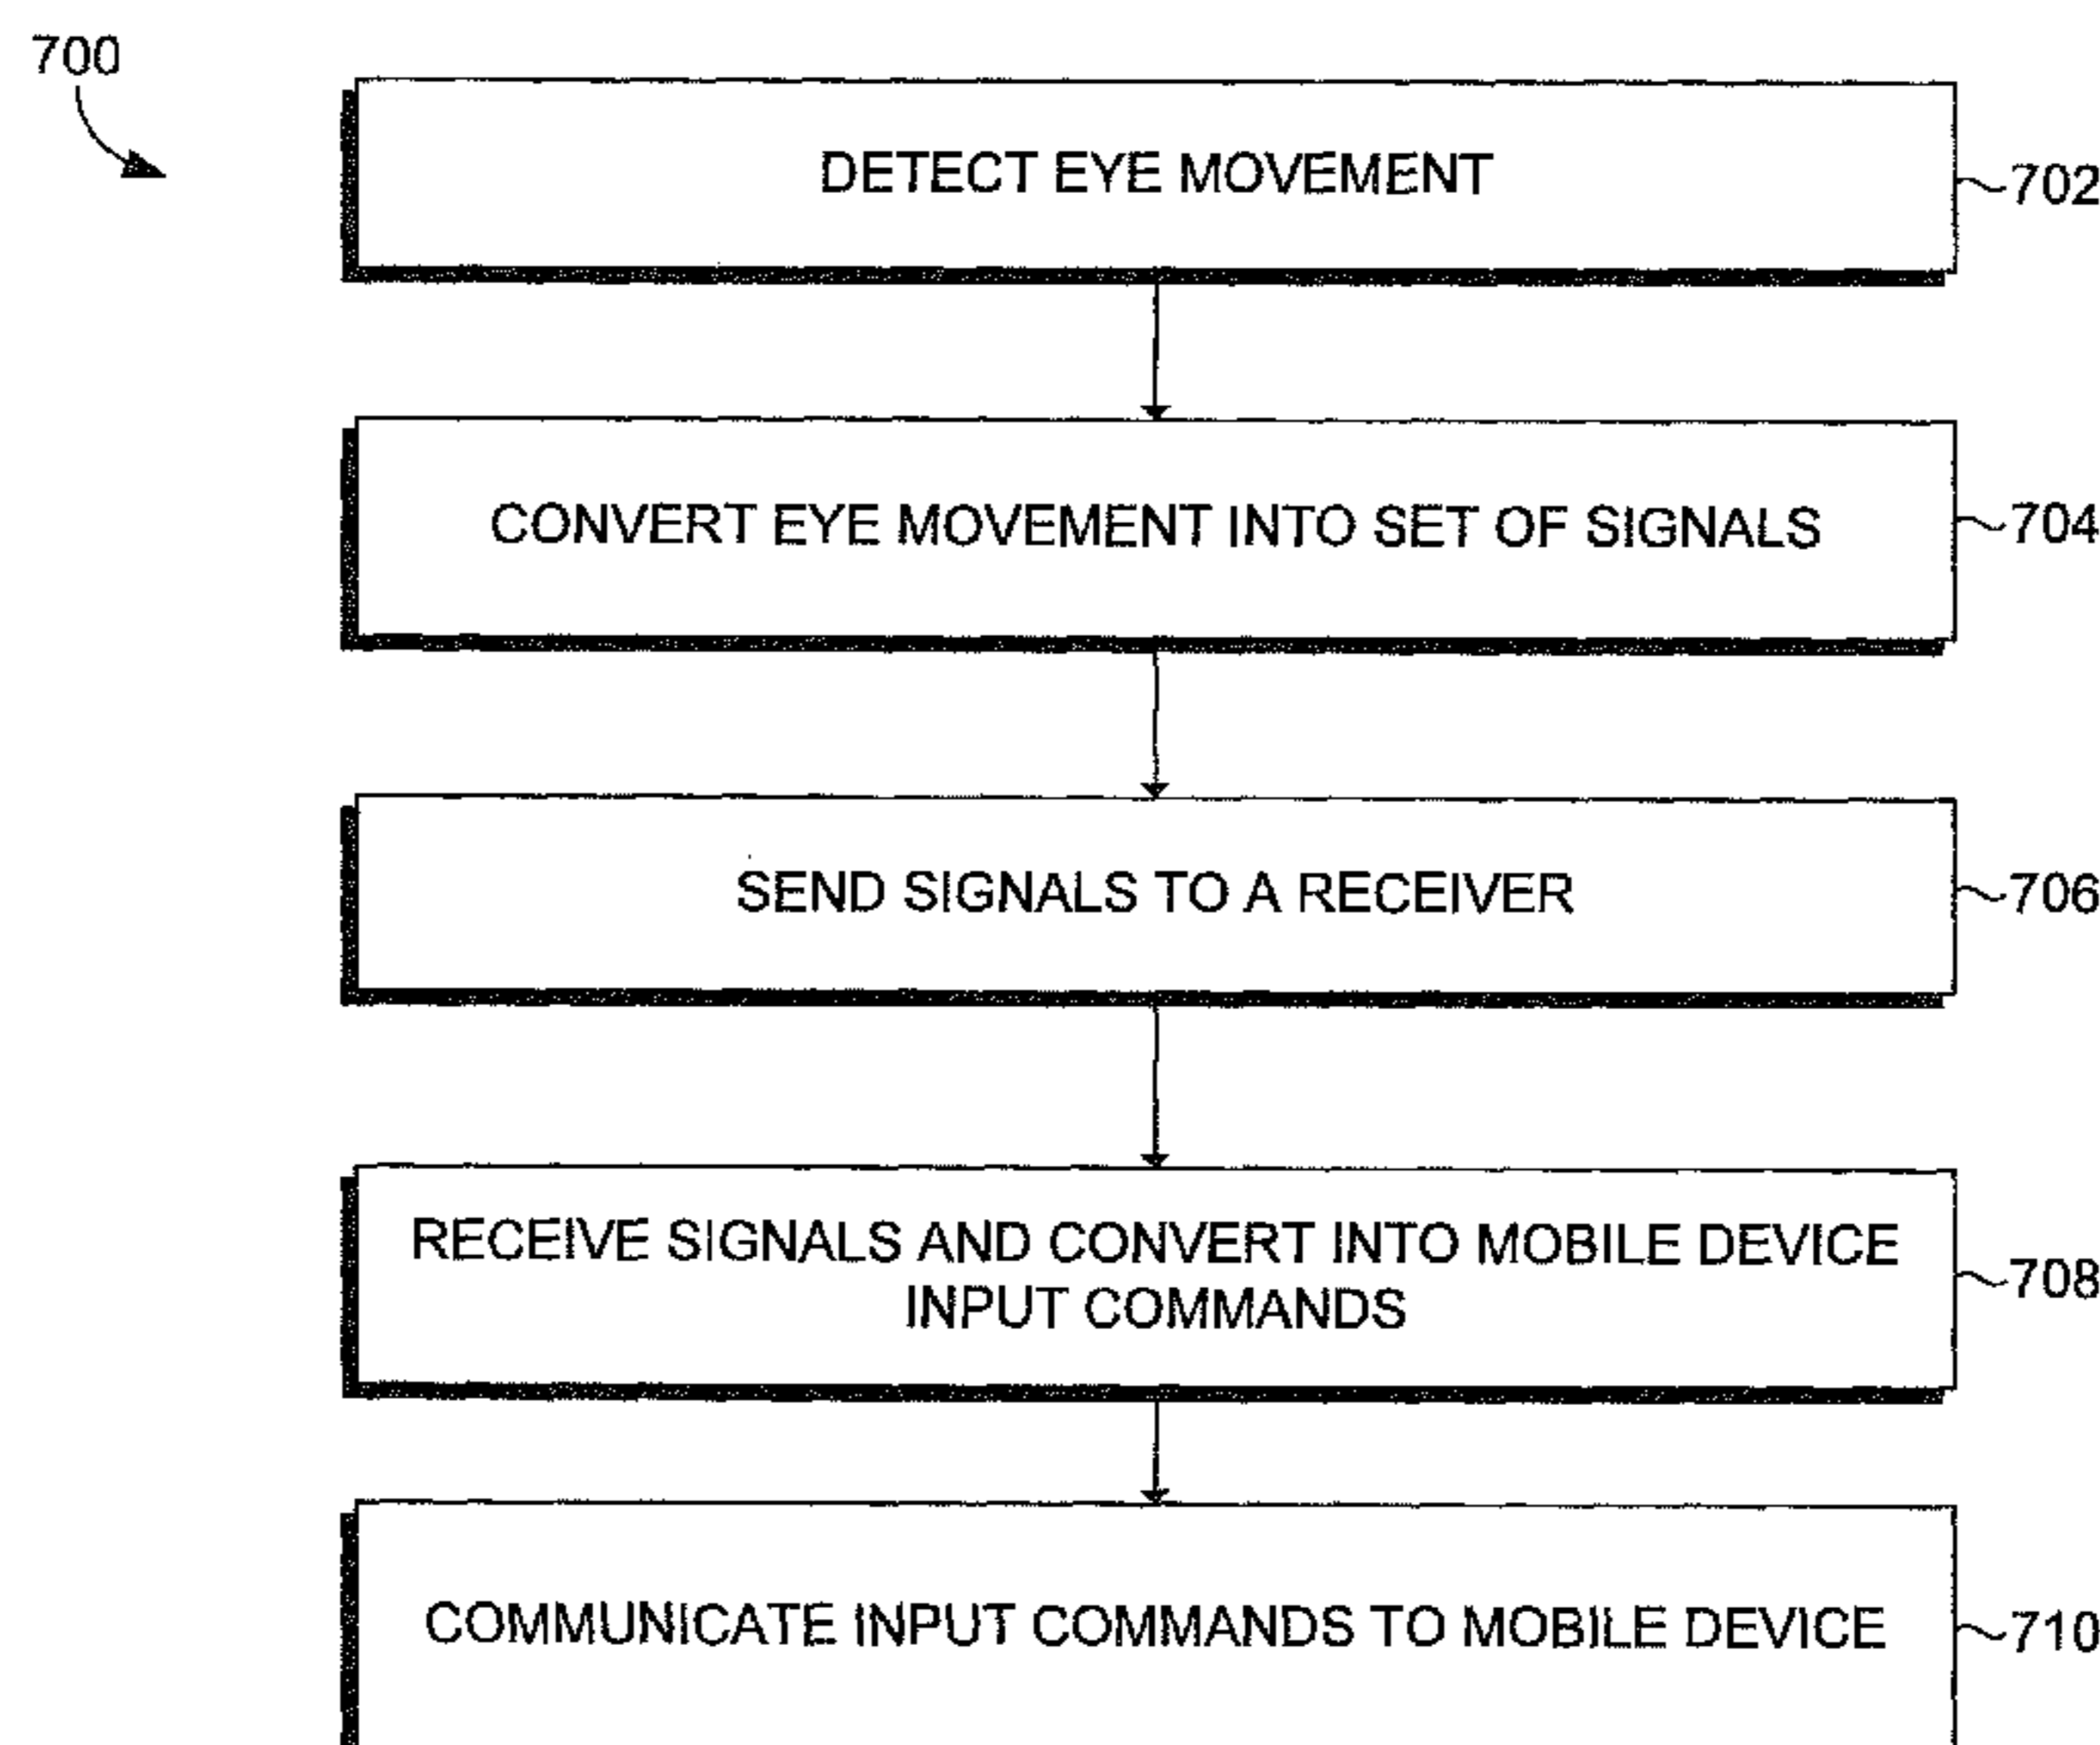 700
DETECT EYE MOVEMENT
702
CONVERT EYE MOVEMENT INTO SET OF SIGNALS
704
SEND SIGNALS TO A RECEIVER
706
RECEIVE SIGNALS AND CONVERT INTO MOBILE DEVICE
INPUT COMMANDS
708
COMMUNICATE INPUT COMMANDS TO MOBILE DEVICE
710